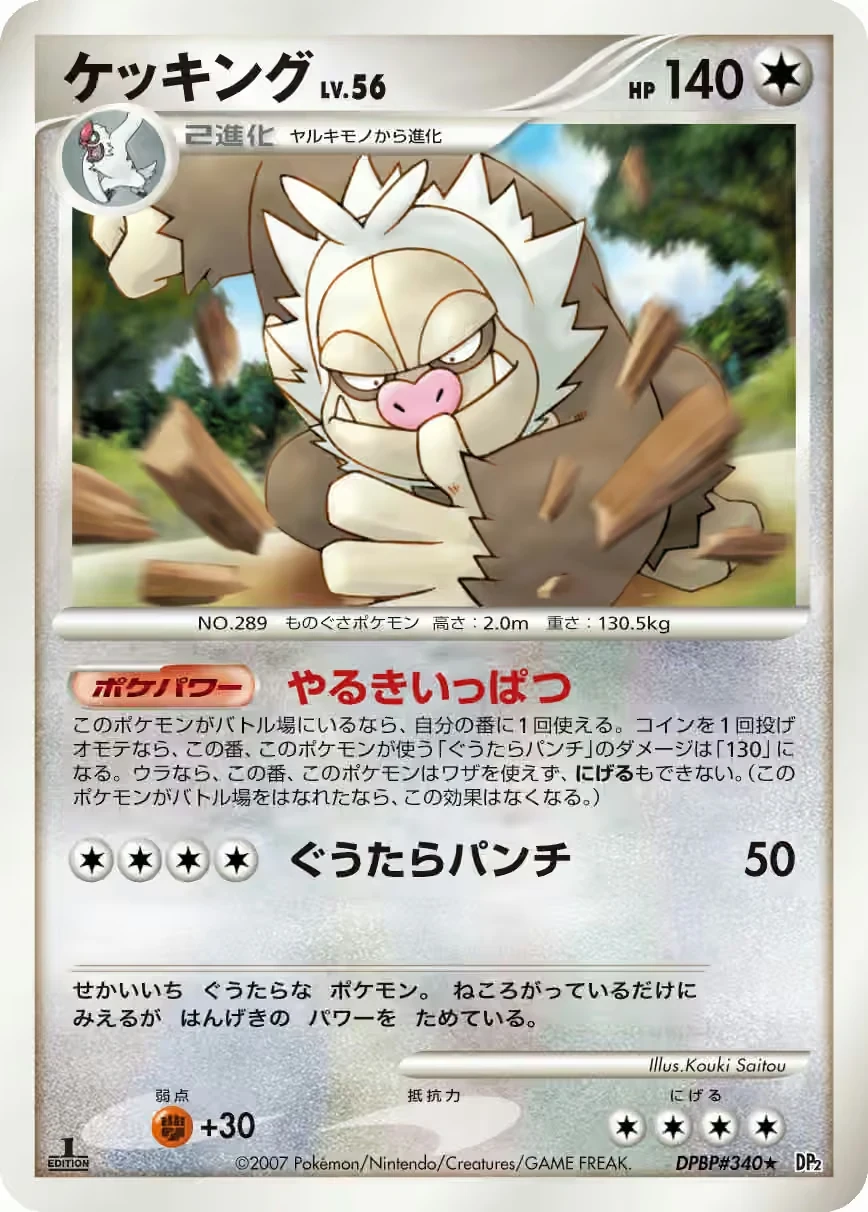 ケッキング LV.56 HP 140
2進化 ヤルキモノから進化
NO.289 ものぐさポケモン 高さ:2.0m 重さ:130.5kg
ポケパワー やるきいっぱつ
このポケモンがバトル場にいるなら、自分の番に1回使える。コインを1回投げ
オモテなら、この番、このポケモンが使う「ぐうたらパンチ」のダメージは「130」に
なる。ウラなら、この番、このポケモンはワザを使えず、にげるもできない。(この
ポケモンがバトル場をはなれたなら、この効果はなくなる。)
ぐうたらパンチ 50
せかいいち ぐうたらな ポケモン。 ねころがっているだけに
みえるが はんげきの パワーを ためている。
Illus.Kouki Saitou
弱点 抵抗力 にげる
+30
1 EDITION
©2007 Pokémon/Nintendo/Creatures/GAME FREAK. DPBP#340★ DP2